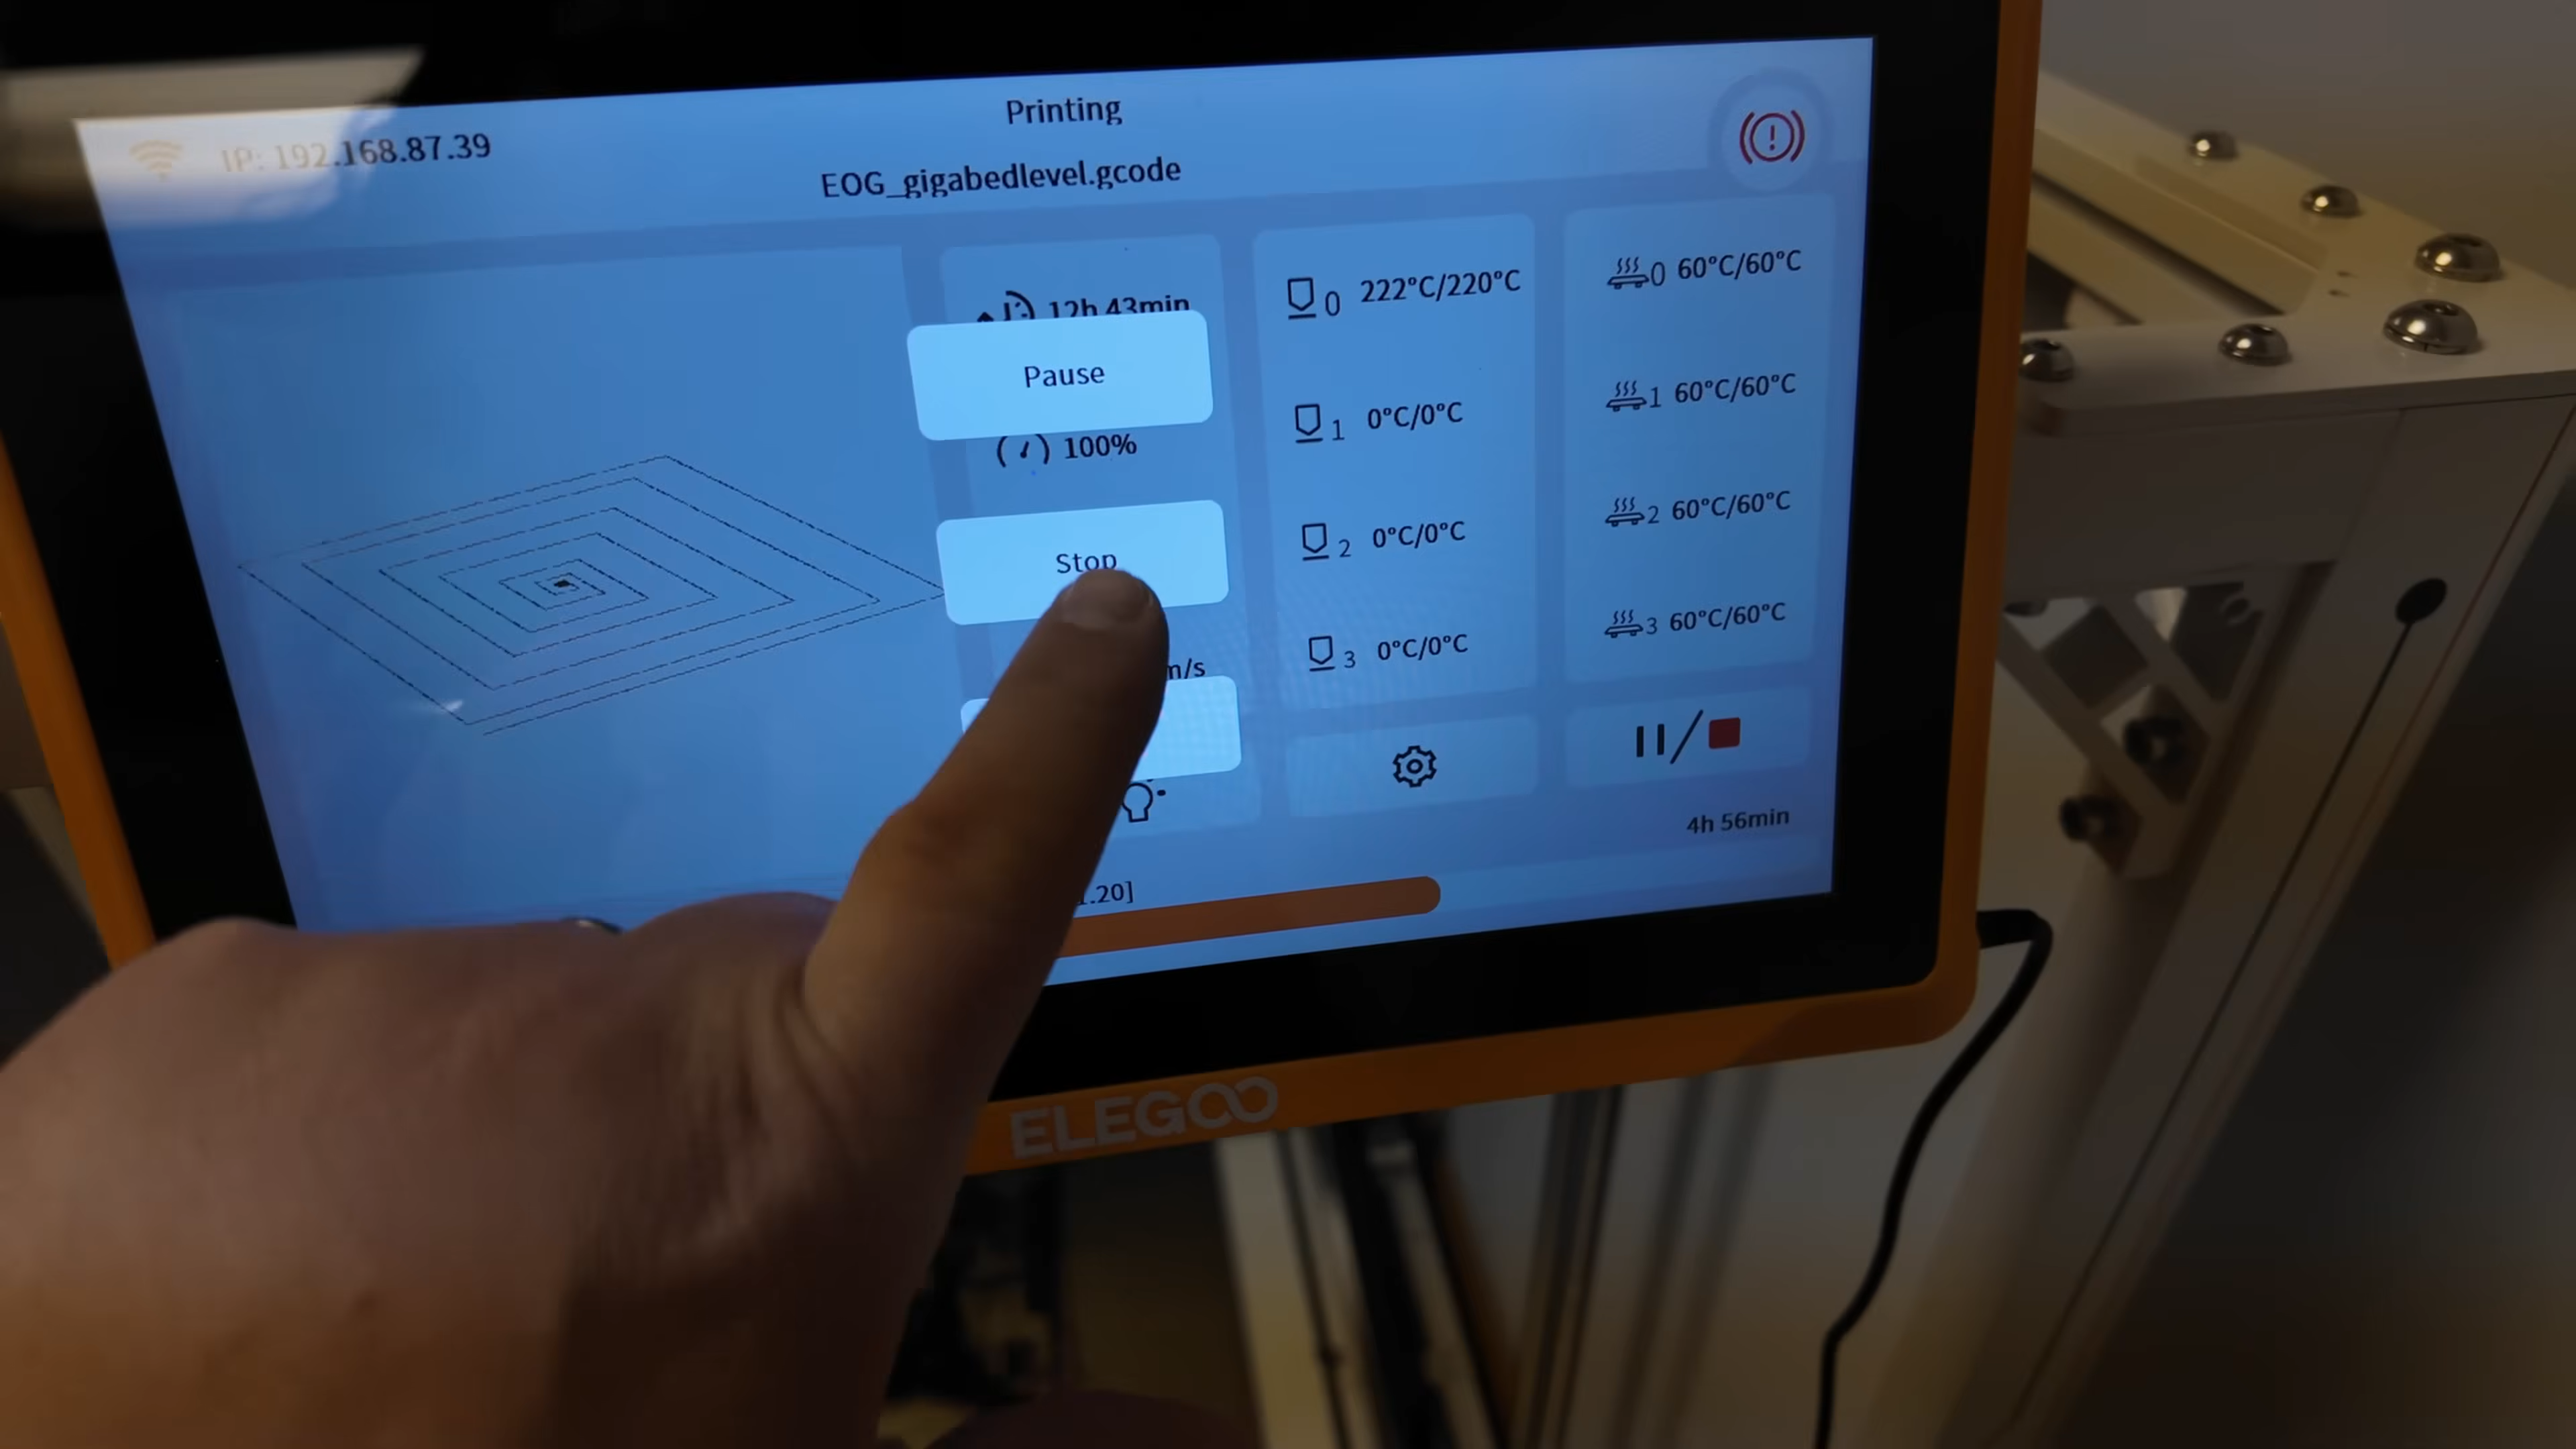 Printing
IP: 192.168.87.39
EOG_gigabedlevel.gcode
12h 43min
Pause
100%
Stop
m/s
0 222°C/220°C
1 0°C/0°C
2 0°C/0°C
3 0°C/0°C
0 60°C/60°C
1 60°C/60°C
2 60°C/60°C
3 60°C/60°C
4h 56min
.20]
ELEGOO